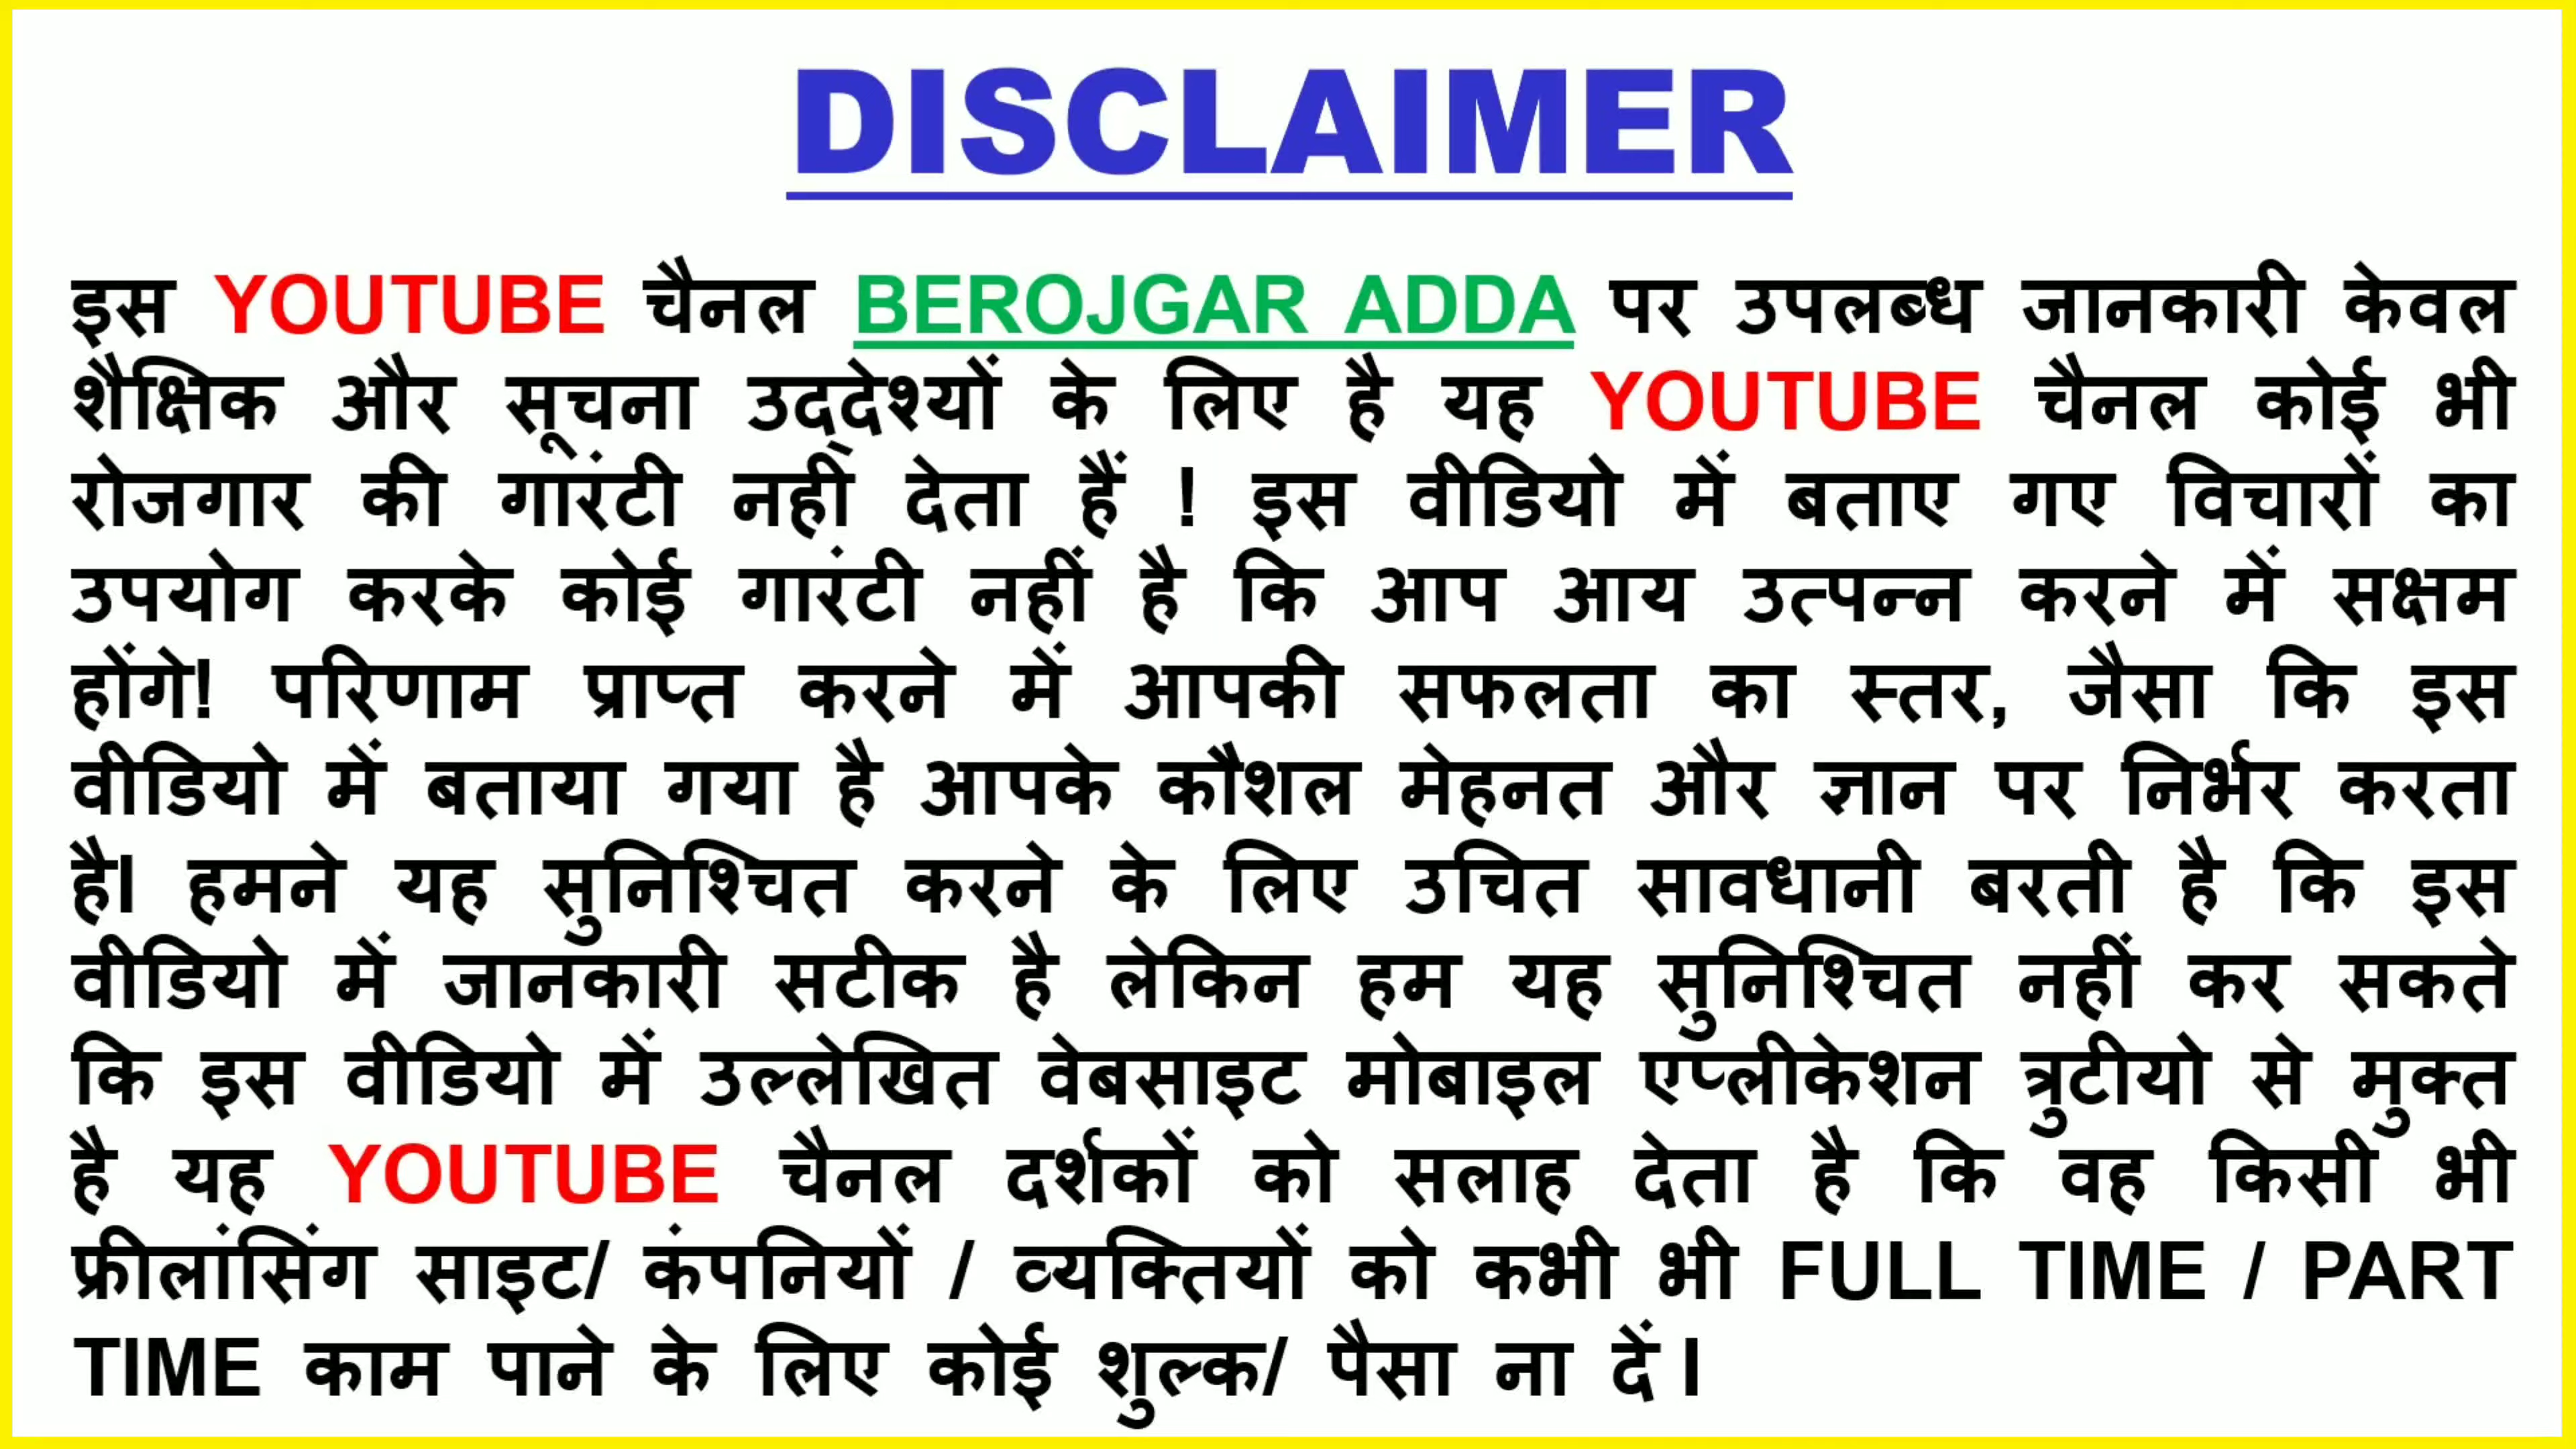 DISCLAIMER
इस YOUTUBE चैनल BEROJGAR ADDA पर उपलब्ध जानकारी केवल
शैक्षिक और सूचना उद्देश्यों के लिए है यह YOUTUBE चैनल कोई भी
रोजगार की गारंटी नहीं देता हैं ! इस वीडियो में बताए गए विचारों का
उपयोग करके कोई गारंटी नहीं है कि आप आय उत्पन्न करने में सक्षम
होंगे! परिणाम प्राप्त करने में आपकी सफलता का स्तर, जैसा कि इस
वीडियो में बताया गया है आपके कौशल मेहनत और ज्ञान पर निर्भर करता
है। हमने यह सुनिश्चित करने के लिए उचित सावधानी बरती है कि इस
वीडियो में जानकारी सटीक है लेकिन हम यह सुनिश्चित नहीं कर सकते
कि इस वीडियो में उल्लेखित वेबसाइट मोबाइल एप्लीकेशन त्रुटीयो से मुक्त
है यह YOUTUBE चैनल दर्शकों को सलाह देता है कि वह किसी भी
फ्रीलांसिंग साइट/ कंपनियों / व्यक्तियों को कभी भी FULL TIME / PART
TIME काम पाने के लिए कोई शुल्क/ पैसा ना दें ।